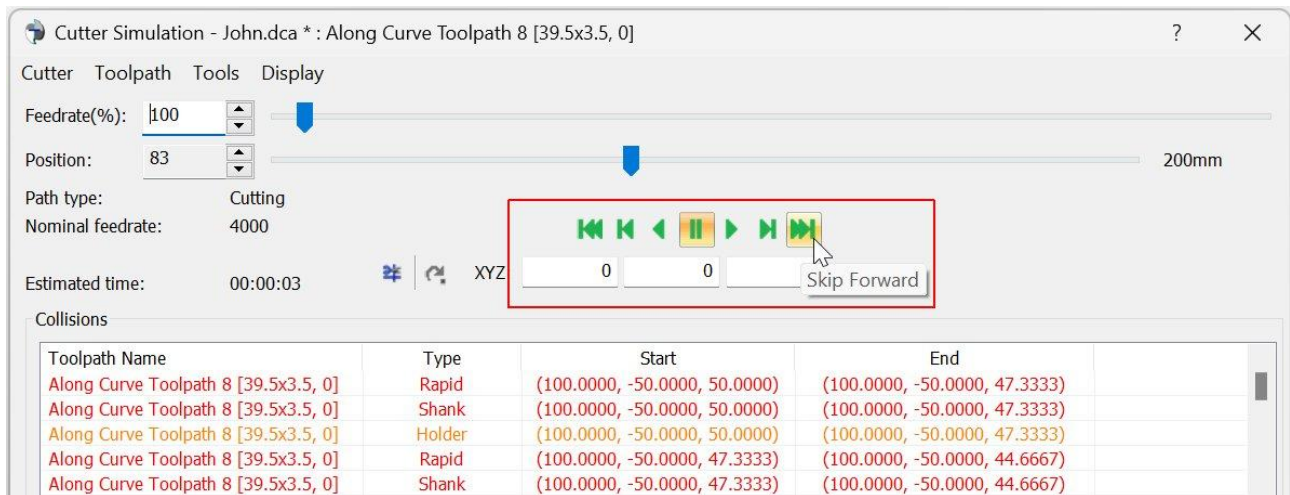 Cutter Simulation - John.dca * : Along Curve Toolpath 8 [39.5x3.5, 0]
?
Cutter Toolpath Tools Display
Feedrate(%): 100
Position: 83 200mm
Path type: Cutting
Nominal feedrate: 4000
Estimated time: 00:00:03 XYZ 0 0
Skip Forward
Collisions
Toolpath Name Type Start End
Along Curve Toolpath 8 [39.5x3.5, 0] Rapid (100.0000, -50.0000, 50.0000) (100.0000, -50.0000, 47.3333)
Along Curve Toolpath 8 [39.5x3.5, 0] Shank (100.0000, -50.0000, 50.0000) (100.0000, -50.0000, 47.3333)
Along Curve Toolpath 8 [39.5x3.5, 0] Holder (100.0000, -50.0000, 50.0000) (100.0000, -50.0000, 47.3333)
Along Curve Toolpath 8 [39.5x3.5, 0] Rapid (100.0000, -50.0000, 47.3333) (100.0000, -50.0000, 44.6667)
Along Curve Toolpath 8 [39.5x3.5, 0] Shank (100.0000, -50.0000, 47.3333) (100.0000, -50.0000, 44.6667)